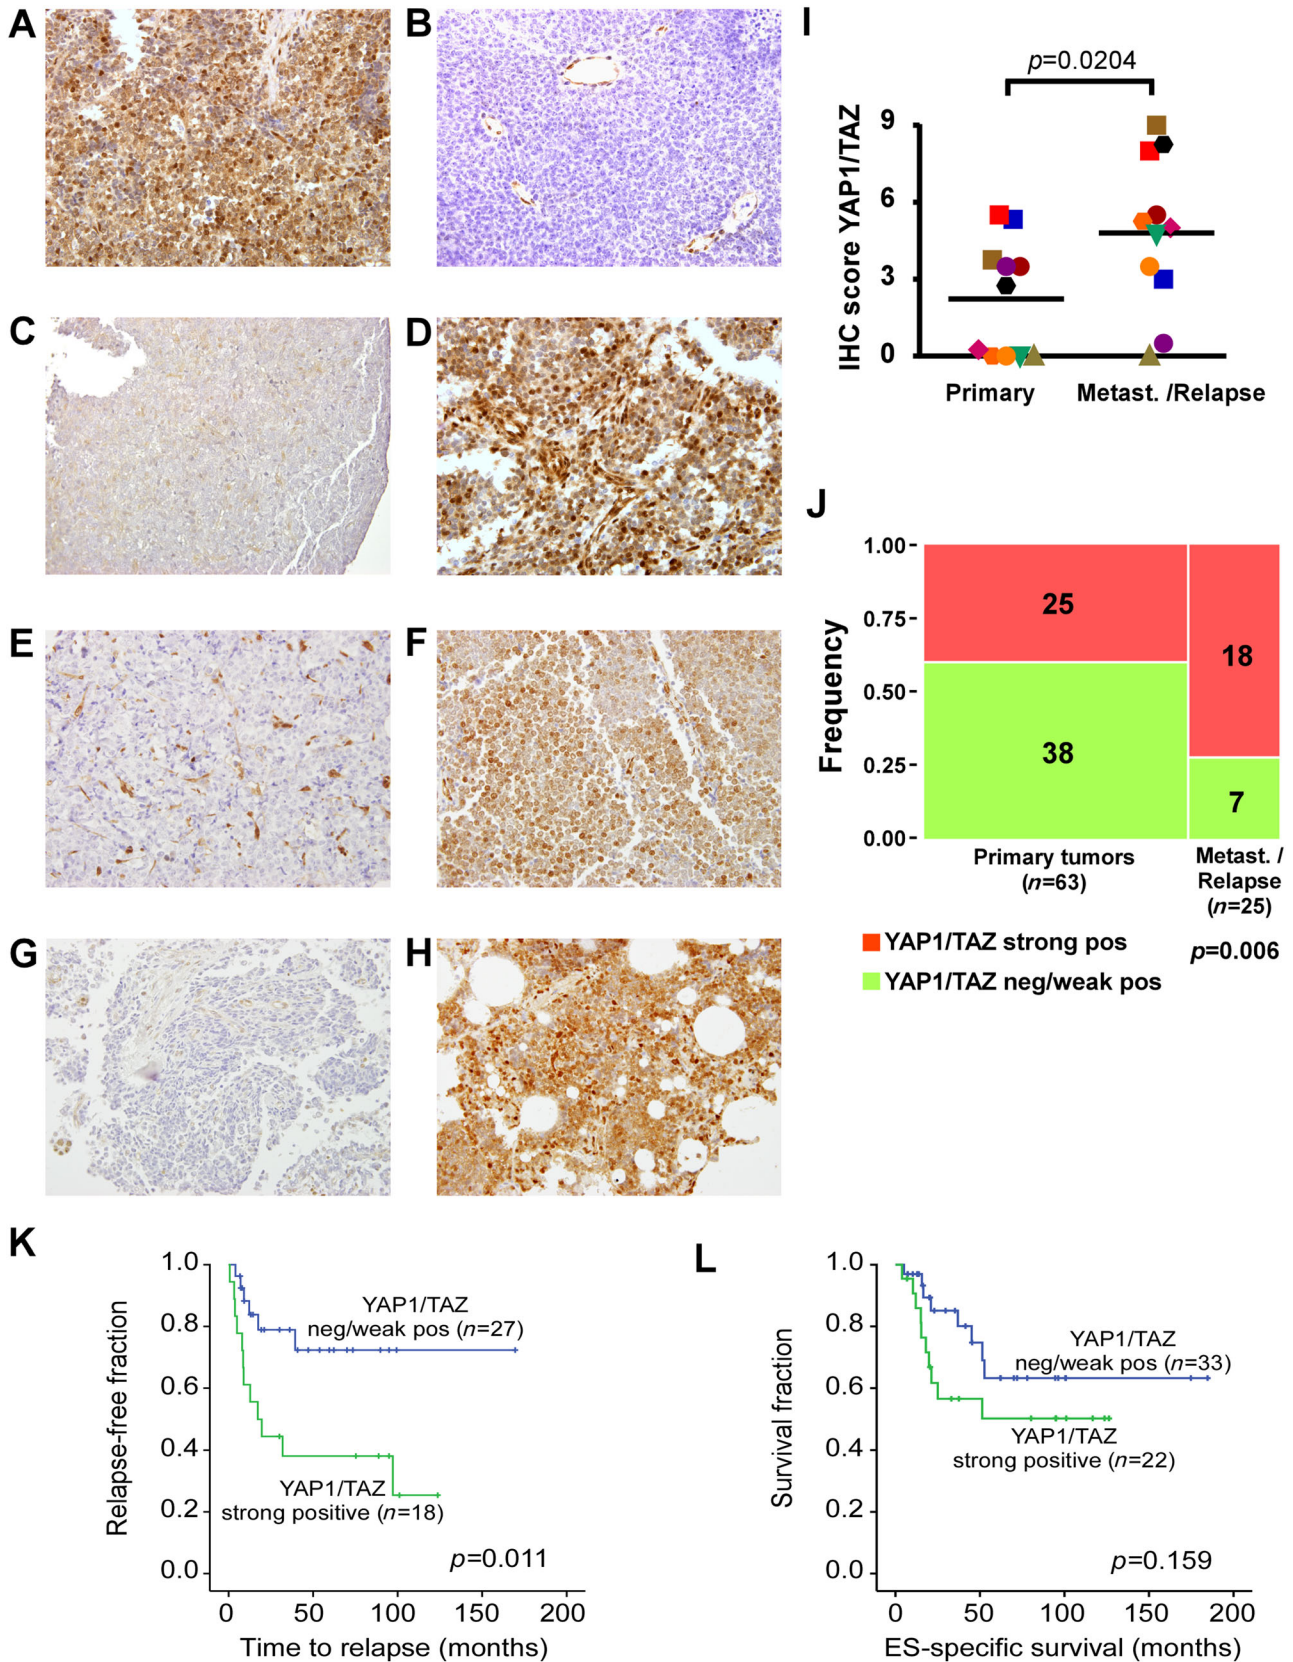 A
B
C
D
E
F
G
H
I
p=0.0204
IHC score YAP1/TAZ
9
6
3
0
Primary
Metast. /Relapse
J
Frequency
1.00
0.75
0.50
0.25
0.00
25
38
18
7
Primary tumors
(n=63)
Metast. /
Relapse
(n=25)
YAP1/TAZ strong pos
YAP1/TAZ neg/weak pos
p=0.006
K
Relapse-free fraction
1.0
0.8
0.6
0.4
0.2
0.0
YAP1/TAZ
neg/weak pos (n=27)
YAP1/TAZ
strong positive (n=18)
p=0.011
0 50 100 150 200
Time to relapse (months)
L
Survival fraction
1.0
0.8
0.6
0.4
0.2
0.0
YAP1/TAZ
neg/weak pos (n=33)
YAP1/TAZ
strong positive (n=22)
p=0.159
0 50 100 150 200
ES-specific survival (months)